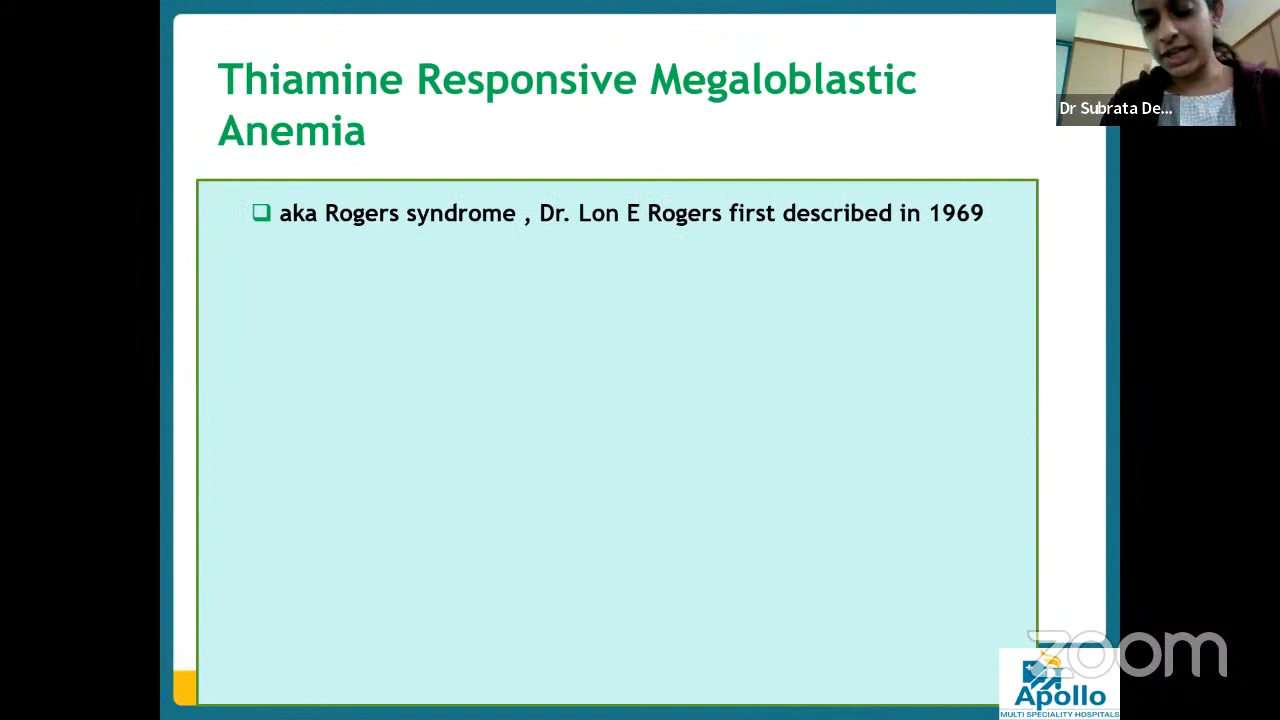 Thiamine Responsive Megaloblastic
Anemia
Dr Subrata De...
aka Rogers syndrome , Dr. Lon E Rogers first described in 1969
zoom
Apollo
MULTI SPECIALITY HOSPITALS